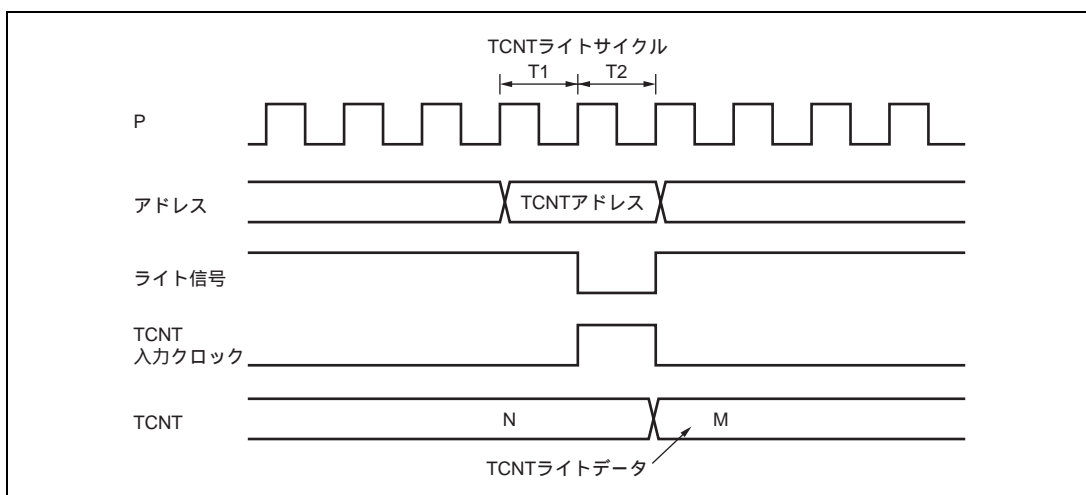 TCNTライトサイクル
T1 T2
P
アドレス
TCNTアドレス
ライト信号
TCNT
入力クロック
TCNT
N
M
TCNTライトデータ